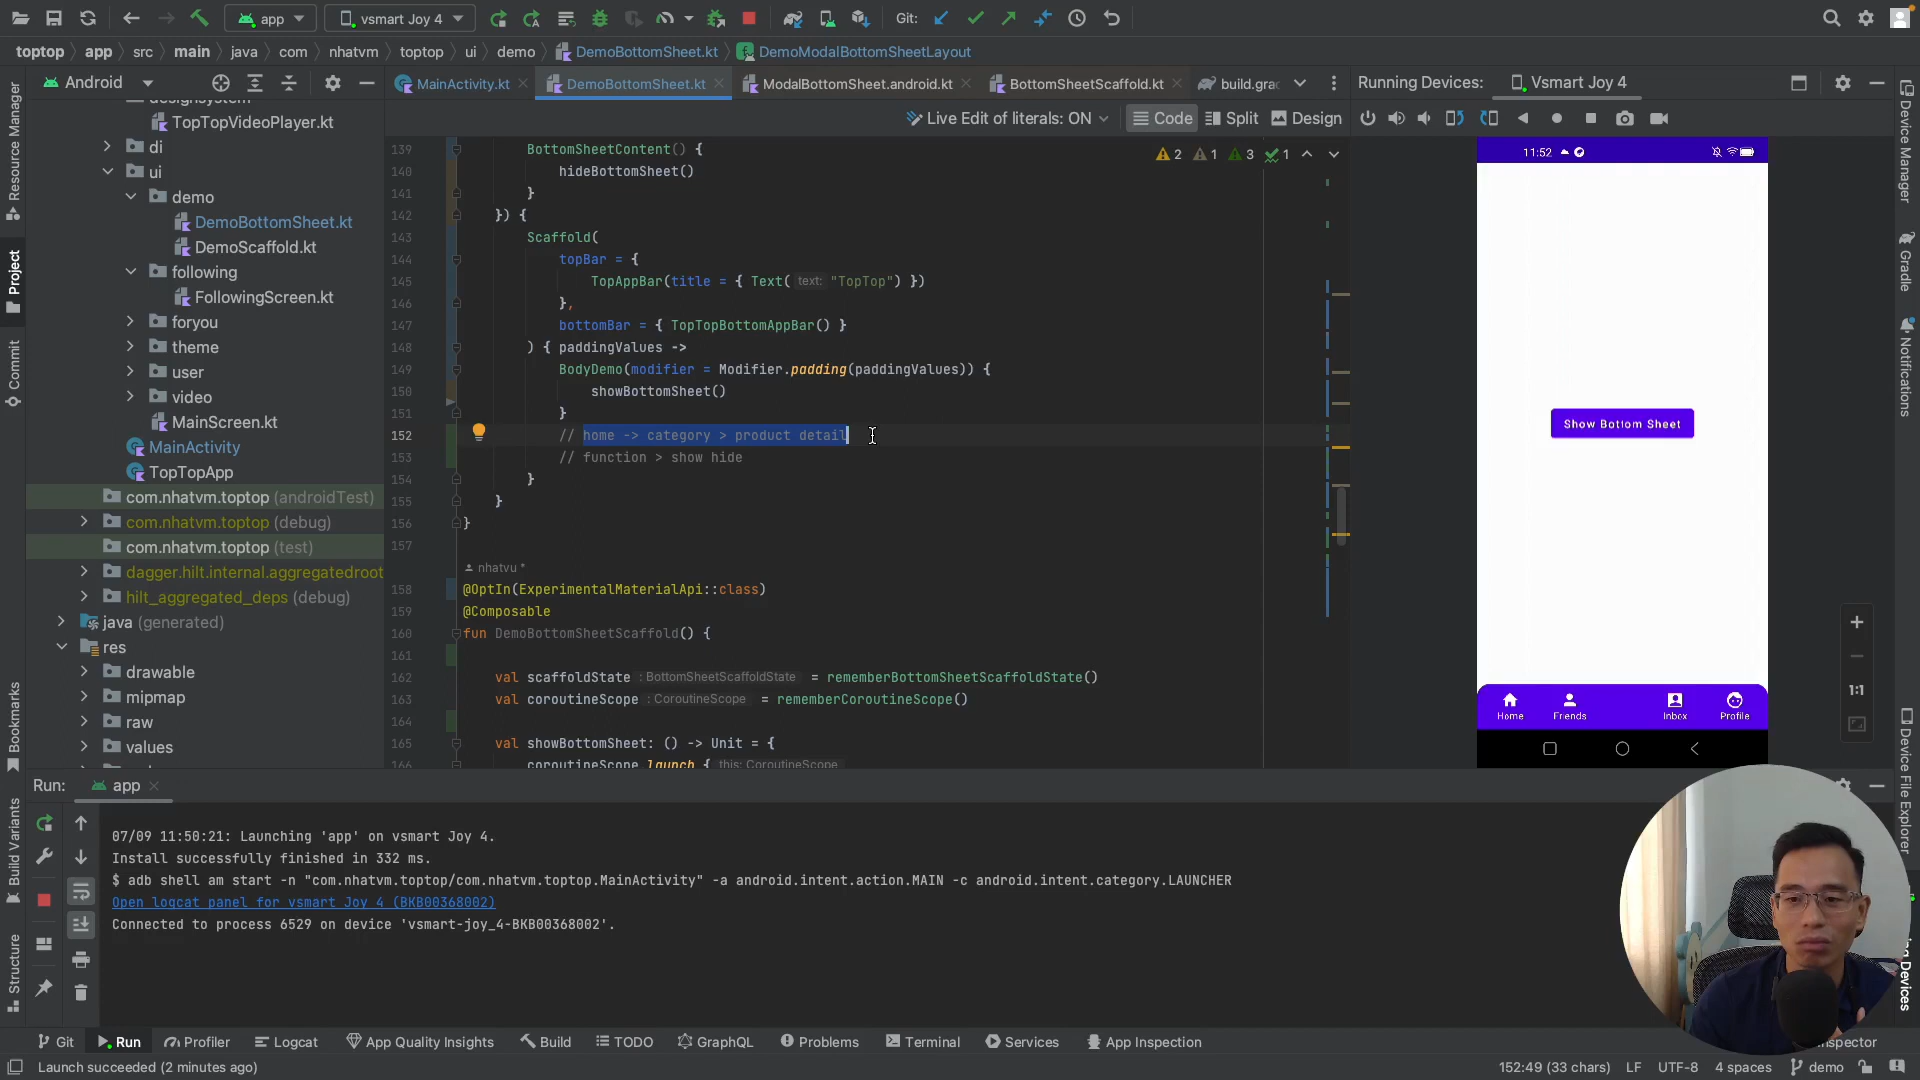 app
vsmart Joy 4
Git:
toptop
app
src
main
java
com
nhatvm
toptop
ui
demo
DemoBottomSheet.kt
DemoModalBottomSheetLayout
Android
MainActivity.kt
DemoBottomSheet.kt
ModalBottomSheet.android.kt
BottomSheetScaffold.kt
build.gra
Running Devices:
Vsmart Joy 4
Live Edit of literals: ON
Code
Split
Design
Resource Manager
Project
Commit
Bookmarks
Build Variants
Structure
TopTopVideoPlayer.kt
di
ui
demo
DemoBottomSheet.kt
DemoScaffold.kt
following
FollowingScreen.kt
foryou
theme
user
video
MainScreen.kt
MainActivity
TopTopApp
com.nhatvm.toptop (androidTest)
com.nhatvm.toptop (debug)
com.nhatvm.toptop (test)
dagger.hilt.internal.aggregatedroot
hilt_aggregated_deps (debug)
java (generated)
res
drawable
mipmap
raw
values
2 1 3 1
139 BottomSheetContent() {
140 hideBottomSheet()
141 }
142 }) {
143 Scaffold(
144 topBar = {
145 TopAppBar(title = { Text( text: "TopTop") })
146 },
147 bottomBar = { TopTopBottomAppBar() }
148 ) { paddingValues ->
149 BodyDemo(modifier = Modifier.padding(paddingValues)) {
150 showBottomSheet()
151 }
152 // home -> category > product detail
153 // function > show hide
154 }
155 }
156 }
157
nhatvu *
158 @OptIn(ExperimentalMaterialApi::class)
159 @Composable
160 fun DemoBottomSheetScaffold() {
161
162 val scaffoldState : BottomSheetScaffoldState = rememberBottomSheetScaffoldState()
163 val coroutineScope : CoroutineScope = rememberCoroutineScope()
164
165 val showBottomSheet: () -> Unit = {
166 coroutineScope.launch { this: CoroutineScope
11:52
Show Bottom Sheet
Home
Friends
Inbox
Profile
1:1
Device Manager
Gradle
Notifications
Device File Explorer
Run:
app
07/09 11:50:21: Launching 'app' on vsmart Joy 4.
Install successfully finished in 332 ms.
$ adb shell am start -n "com.nhatvm.toptop/com.nhatvm.toptop.MainActivity" -a android.intent.action.MAIN -c android.intent.category.LAUNCHER
Open logcat panel for vsmart Joy 4 (BKB00368002)
Connected to process 6529 on device 'vsmart-joy_4-BKB00368002'.
Git
Run
Profiler
Logcat
App Quality Insights
Build
TODO
GraphQL
Problems
Terminal
Services
App Inspection
Launch succeeded (2 minutes ago)
152:49 (33 chars)
LF
UTF-8
4 spaces
demo